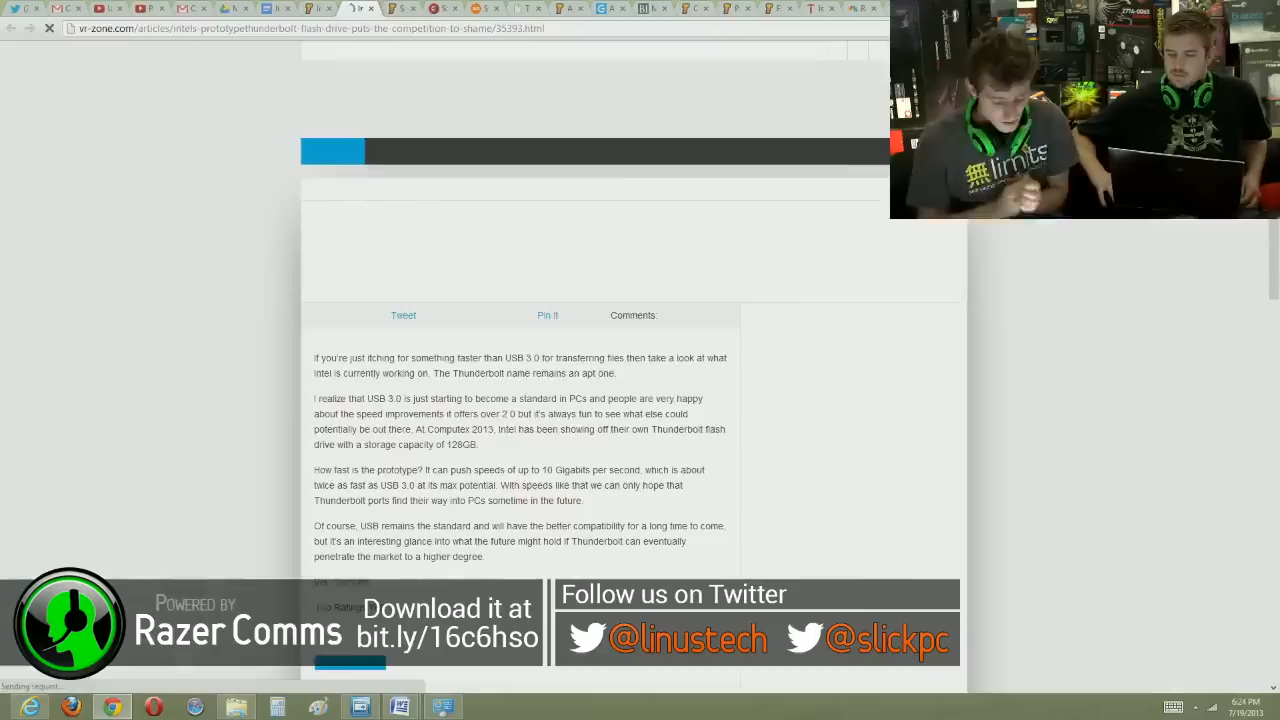 vr-zone.com/articles/intels-prototypethunderbolt-flash-drive-puts-the-competition-to-shame/35393.html
limits
Tweet
Pin It
Comments:
If you're just itching for something faster than USB 3.0 for transferring files then take a look at what
Intel is currently working on. The Thunderbolt name remains an apt one.
I realize that USB 3.0 is just starting to become a standard in PCs and people are very happy
about the speed improvements it offers over 2.0 but it's always fun to see what else could
potentially be out there. At Computex 2013, Intel has been showing off their own Thunderbolt flash
drive with a storage capacity of 128GB.
How fast is the prototype? It can push speeds of up to 10 Gigabits per second, which is about
twice as fast as USB 3.0 at its max potential. With speeds like that we can only hope that
Thunderbolt ports find their way into PCs sometime in the future.
Of course, USB remains the standard and will have the better compatibility for a long time to come,
but it's an interesting glance into what the future might hold if Thunderbolt can eventually
penetrate the market to a higher degree.
POWERED BY
RAZER COMMS
Download it at
bit.ly/16c6hso
Follow us on Twitter
@linustech
@slickpc
Sending request...
6:24 PM
7/19/2013